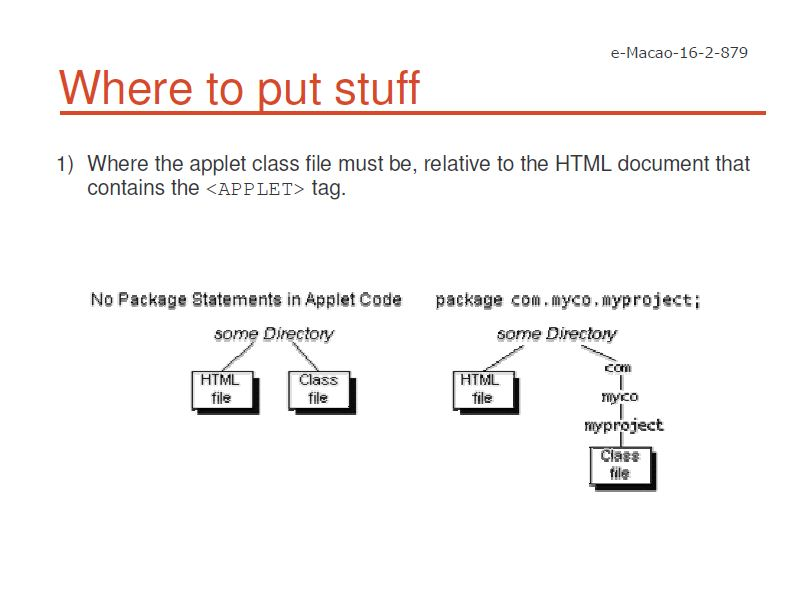 e-Macao-16-2-879
Where to put stuff
1) Where the applet class file must be, relative to the HTML document that
contains the <APPLET> tag.
No Package Statements in Applet Code
some Directory
HTML
file
Class
file
package com.myco.myproject;
some Directory
HTML
file
com
myco
myproject
Class
file